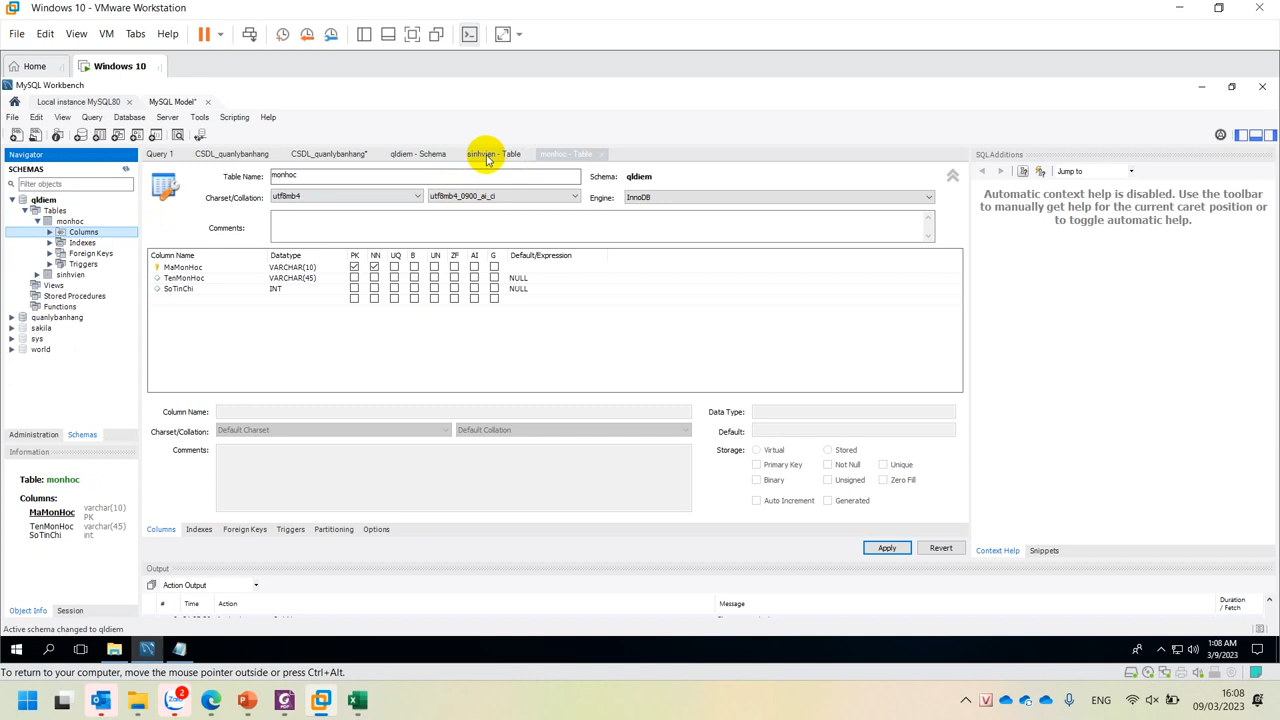 Windows 10 - VMware Workstation
File Edit View VM Tabs Help
Home Windows 10
MySQL Workbench
Local instance MySQL80 MySQL Model*
File Edit View Query Database Server Tools Scripting Help
Navigator
SCHEMAS
Filter objects
qldiem
Tables
monhoc
Columns
Indexes
Foreign Keys
Triggers
sinhvien
Views
Stored Procedures
Functions
quanlybanhang
sakila
sys
world
Administration Schemas
Information
Table: monhoc
Columns:
MaMonHoc varchar(10) PK
TenMonHoc varchar(45)
SoTinChi int
Object Info Session
Query 1 CSDL_quanlybanhang CSDL_quanlybanhang* qldiem - Schema sinhvien - Table monhoc - Table
Table Name: monhoc Schema: qldiem
Charset/Collation: utf8mb4 utf8mb4_0900_ai_ci Engine: InnoDB
Comments:
Column Name Datatype PK NN UQ B UN ZF AI G Default/Expression
MaMonHoc VARCHAR(10)
TenMonHoc VARCHAR(45) NULL
SoTinChi INT NULL
Column Name: Data Type:
Charset/Collation: Default Charset Default Collation Default:
Comments: Storage: Virtual Stored
Primary Key Not Null Unique
Binary Unsigned Zero Fill
Auto Increment Generated
Columns Indexes Foreign Keys Triggers Partitioning Options
Apply Revert
Output
Action Output
# Time Action Message Duration / Fetch
SQLAdditions
Jump to
Automatic context help is disabled. Use the toolbar
to manually get help for the current caret position or
to toggle automatic help.
Context Help Snippets
Active schema changed to qldiem
1:08 AM
3/9/2023
To return to your computer, move the mouse pointer outside or press Ctrl+Alt.
Zalo 2
ENG
16:08
09/03/2023